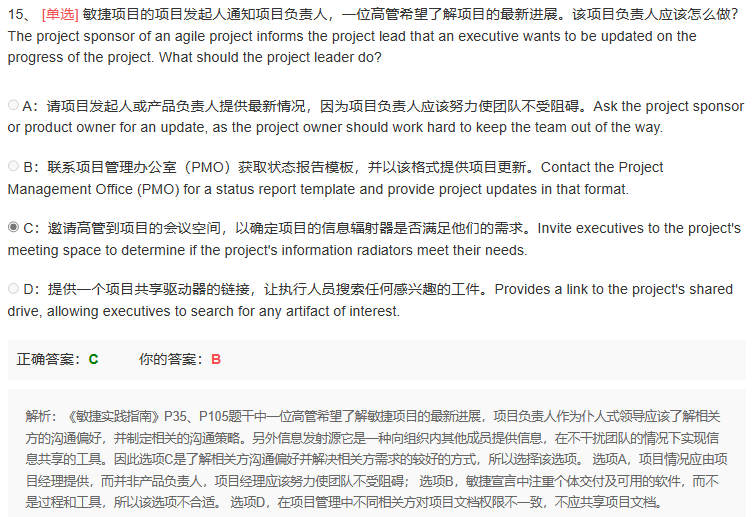 15、 [单选] 敏捷项目的项目发起人通知项目负责人，一位高管希望了解项目的最新进展。该项目负责人应该怎么做?
The project sponsor of an agile project informs the project lead that an executive wants to be updated on the
progress of the project. What should the project leader do?
A：请项目发起人或产品负责人提供最新情况，因为项目负责人应该努力使团队不受阻碍。Ask the project sponsor
or product owner for an update, as the project owner should work hard to keep the team out of the way.
B：联系项目管理办公室（PMO）获取状态报告模板，并以该格式提供项目更新。Contact the Project
Management Office (PMO) for a status report template and provide project updates in that format.
C：邀请高管到项目的会议空间，以确定项目的信息辐射器是否满足他们的需求。Invite executives to the project's
meeting space to determine if the project's information radiators meet their needs.
D：提供一个项目共享驱动器的链接，让执行人员搜索任何感兴趣的工件。Provides a link to the project's shared
drive, allowing executives to search for any artifact of interest.
正确答案：C 你的答案：B
解析：《敏捷实践指南》P35、P105题干中一位高管希望了解敏捷项目的最新进展，项目负责人作为仆人式领导应该了解相关
方的沟通偏好，并制定相关的沟通策略。另外信息发射源它是一种向组织内其他成员提供信息，在不干扰团队的情况下实现信
息共享的工具。因此选项C是了解相关方沟通偏好并解决相关方需求的较好的方式，所以选择该选项。 选项A，项目情况应由项
目经理提供，而并非产品负责人，项目经理应该努力使团队不受阻碍； 选项B，敏捷宣言中注重个体交付及可用的软件，而不
是过程和工具，所以该选项不合适。 选项D，在项目管理中不同相关方对项目文档权限不一致，不应共享项目文档。